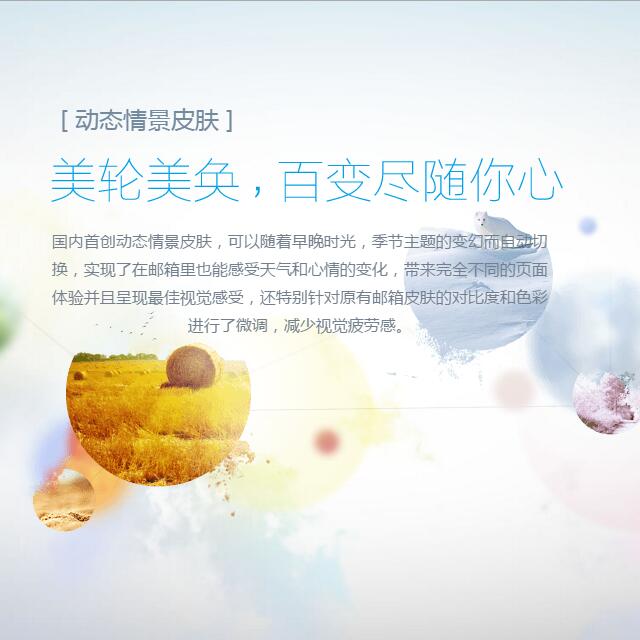 [ 动态情景皮肤 ]
美轮美奂，百变尽随你心
国内首创动态情景皮肤，可以随着早晚时光，季节主题的变幻而自动切
换，实现了在邮箱里也能感受天气和心情的变化，带来完全不同的页面
体验并且呈现最佳视觉感受，还特别针对原有邮箱皮肤的对比度和色彩
进行了微调，减少视觉疲劳感。